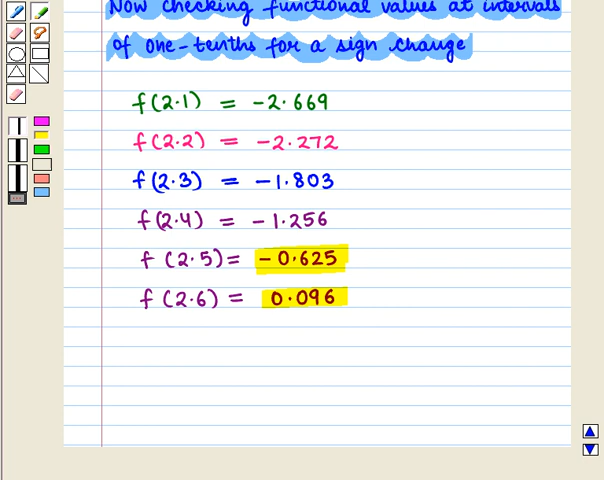 Now checking functional values at intervals
of one-tenths for a sign change
f(2.1) = -2.669
f(2.2) = -2.272
f(2.3) = -1.803
f(2.4) = -1.256
f(2.5) = -0.625
f(2.6) = 0.096